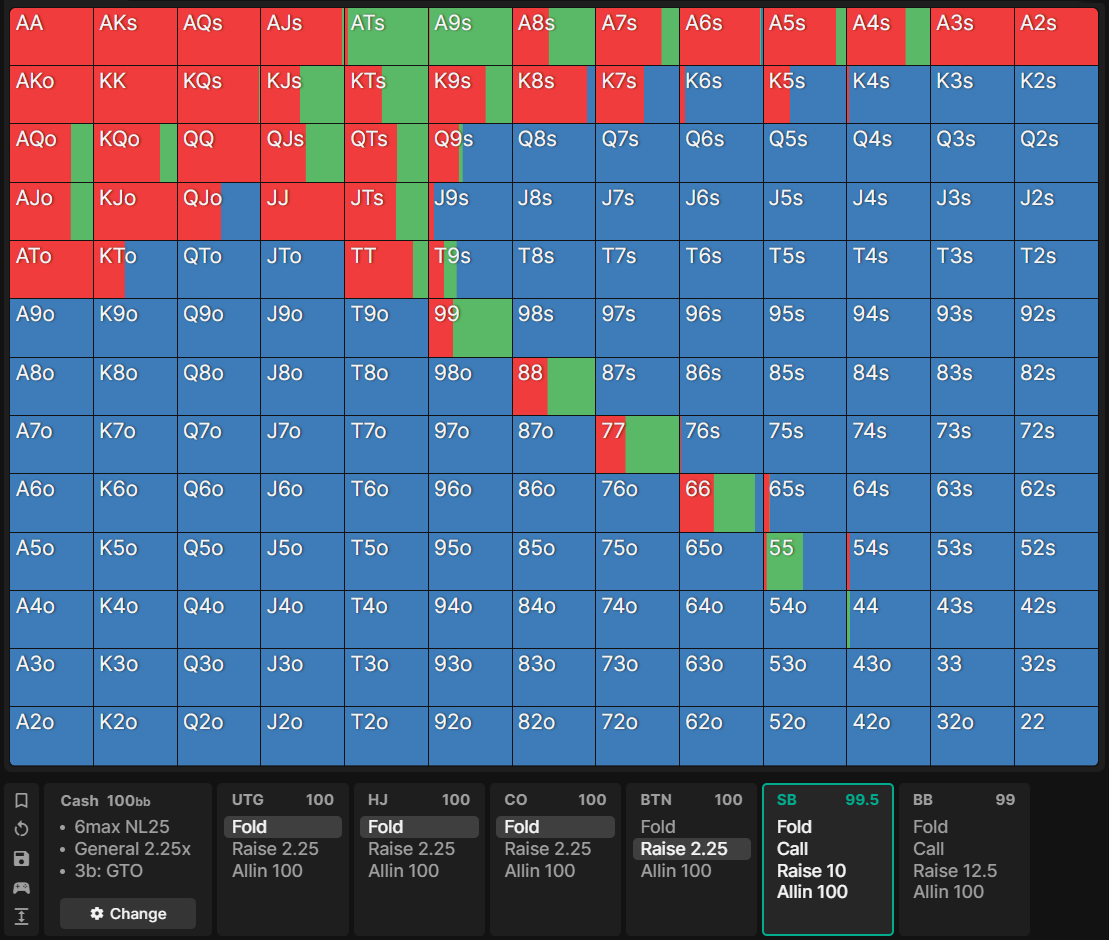 AA AKs AQs AJs ATs A9s A8s A7s A6s A5s A4s A3s A2s
AKo KK KQs KJs KTs K9s K8s K7s K6s K5s K4s K3s K2s
AQo KQo QQ QJs QTs Q9s Q8s Q7s Q6s Q5s Q4s Q3s Q2s
AJo KJo QJo JJ JTs J9s J8s J7s J6s J5s J4s J3s J2s
ATo KTo QTo JTo TT T9s T8s T7s T6s T5s T4s T3s T2s
A9o K9o Q9o J9o T9o 99 98s 97s 96s 95s 94s 93s 92s
A8o K8o Q8o J8o T8o 98o 88 87s 86s 85s 84s 83s 82s
A7o K7o Q7o J7o T7o 97o 87o 77 76s 75s 74s 73s 72s
A6o K6o Q6o J6o T6o 96o 86o 76o 66 65s 64s 63s 62s
A5o K5o Q5o J5o T5o 95o 85o 75o 65o 55 54s 53s 52s
A4o K4o Q4o J4o T4o 94o 84o 74o 64o 54o 44 43s 42s
A3o K3o Q3o J3o T3o 93o 83o 73o 63o 53o 43o 33 32s
A2o K2o Q2o J2o T2o 92o 82o 72o 62o 52o 42o 32o 22
Cash 100bb
• 6max NL25
• General 2.25x
• 3b: GTO
Change
UTG 100
Fold
Raise 2.25
Allin 100
HJ 100
Fold
Raise 2.25
Allin 100
CO 100
Fold
Raise 2.25
Allin 100
BTN 100
Fold
Raise 2.25
Allin 100
SB 99.5
Fold
Call
Raise 10
Allin 100
BB 99
Fold
Call
Raise 12.5
Allin 100